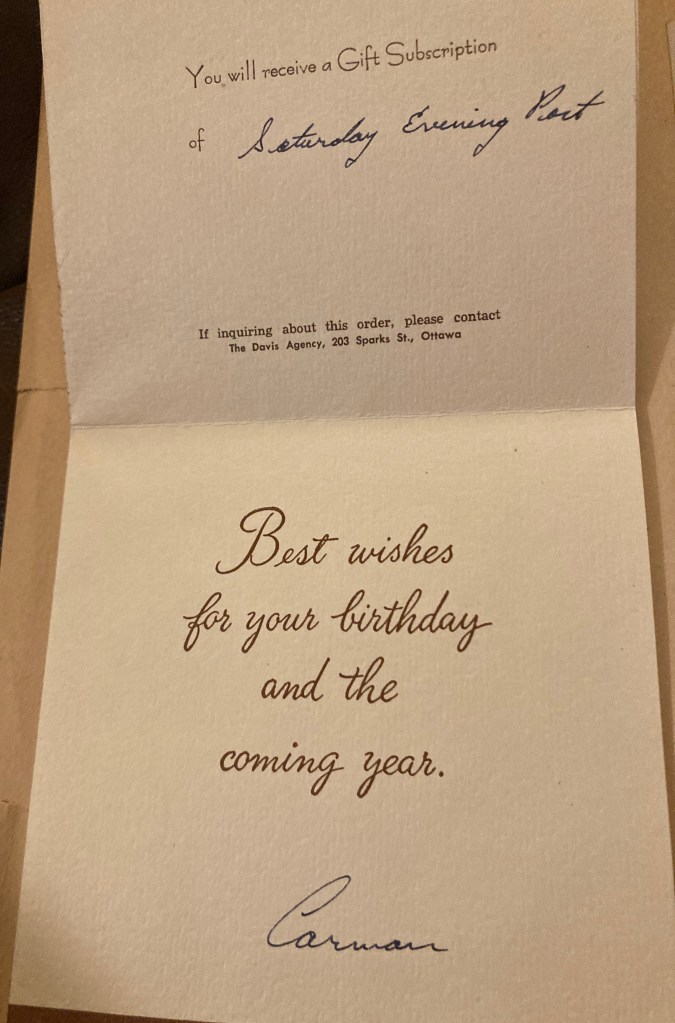 You will receive a Gift Subscription
of Saturday Evening Post
If inquiring about this order, please contact
The Davis Agency, 203 Sparks St., Ottawa
Best wishes
for your birthday
and the
coming year.
Carman